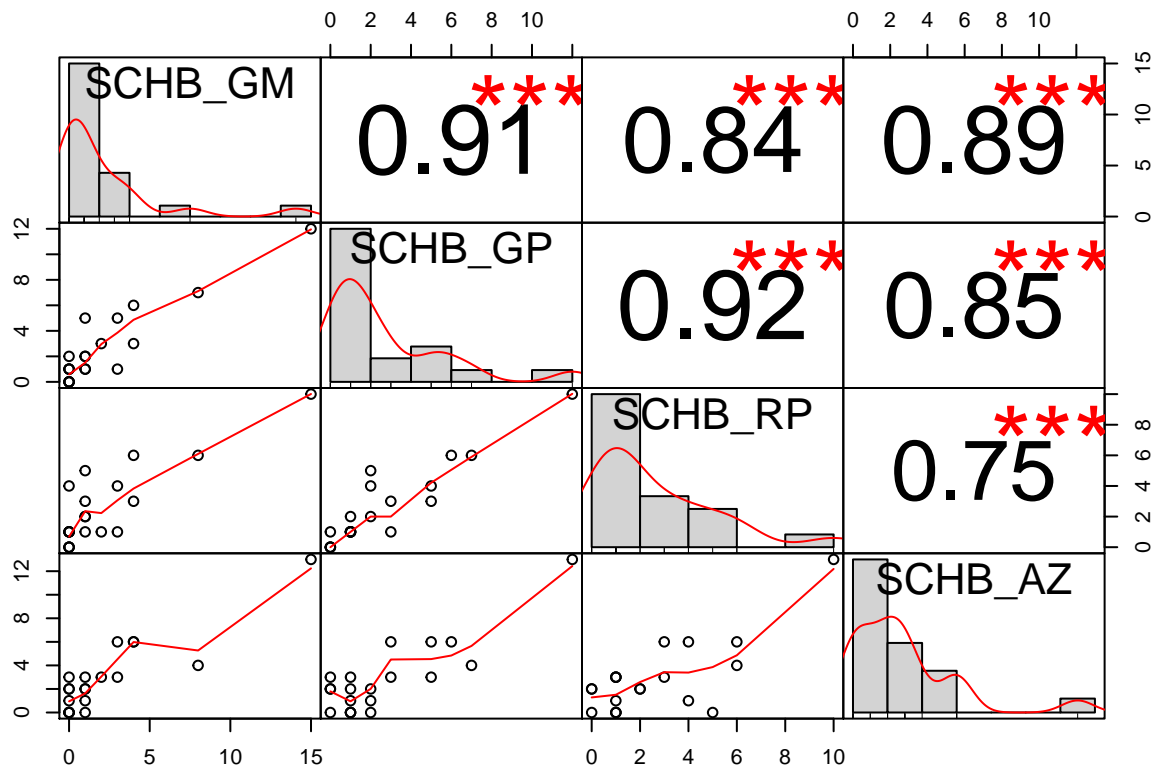 0 2 4 6 8 10 0 2 4 6 8 10
SCHB_GM 0.91 *** 0.84 *** 0.89 *** 0 5 10 15
0 4 8 12 SCHB_GP 0.92 *** 0.85 ***
SCHB_RP 0.75 *** 0 2 4 6 8
0 4 8 12 SCHB_AZ
0 5 10 15 0 2 4 6 8 10